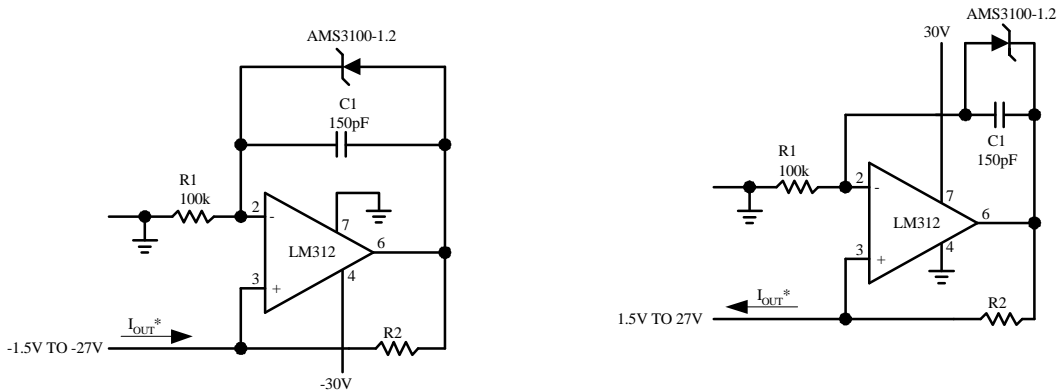 AMS3100-1.2
C1
150pF
R1
100k
2
-
7
LM312
6
3
+
4
I_OUT*
R2
-1.5V TO -27V
-30V
AMS3100-1.2
30V
C1
150pF
R1
100k
2
-
7
LM312
6
3
+
4
I_OUT*
R2
1.5V TO 27V